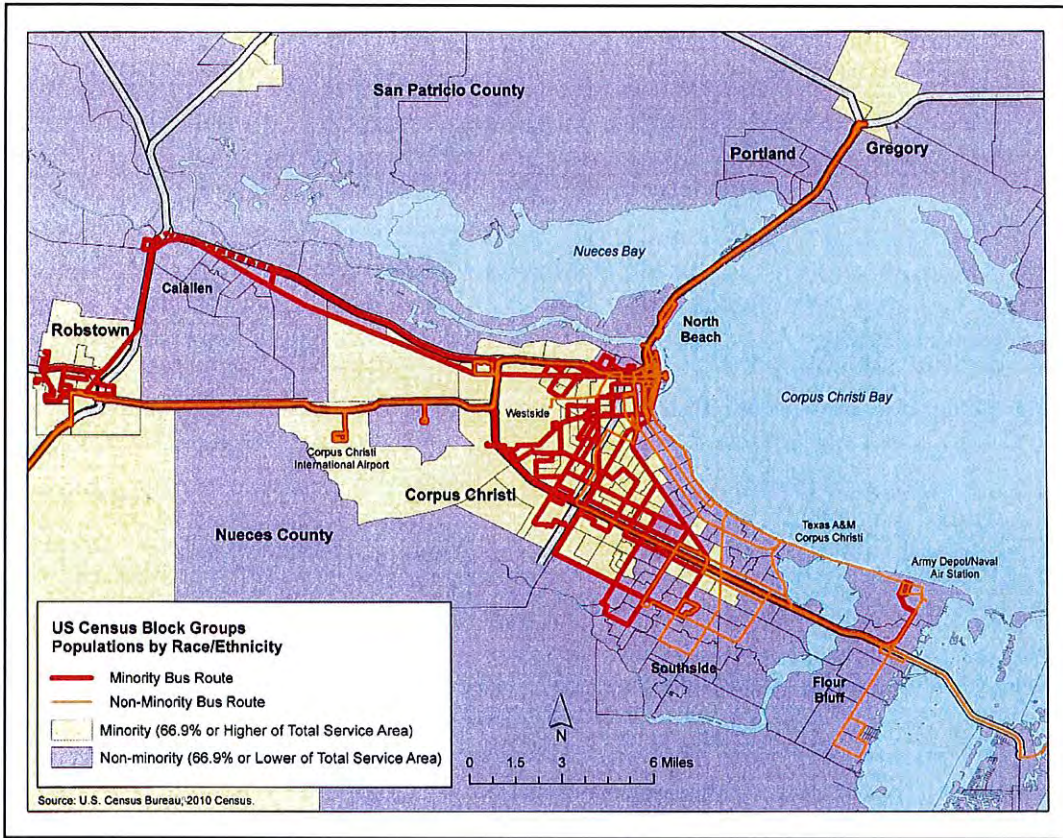 San Patricio County
Portland
Gregory
Nueces Bay
Calallen
North
Beach
Robstown
Corpus Christi Bay
Westside
Corpus Christi
International Airport
Corpus Christi
Nueces County
Texas A&M
Corpus Christi
Army Depot/Naval
Air Station
Southside
Flour
Bluff
US Census Block Groups
Populations by Race/Ethnicity
Minority Bus Route
Non-Minority Bus Route
Minority (66.9% or Higher of Total Service Area)
Non-minority (66.9% or Lower of Total Service Area)
N
0 1.5 3 6 Miles
Source: U.S. Census Bureau, 2010 Census.